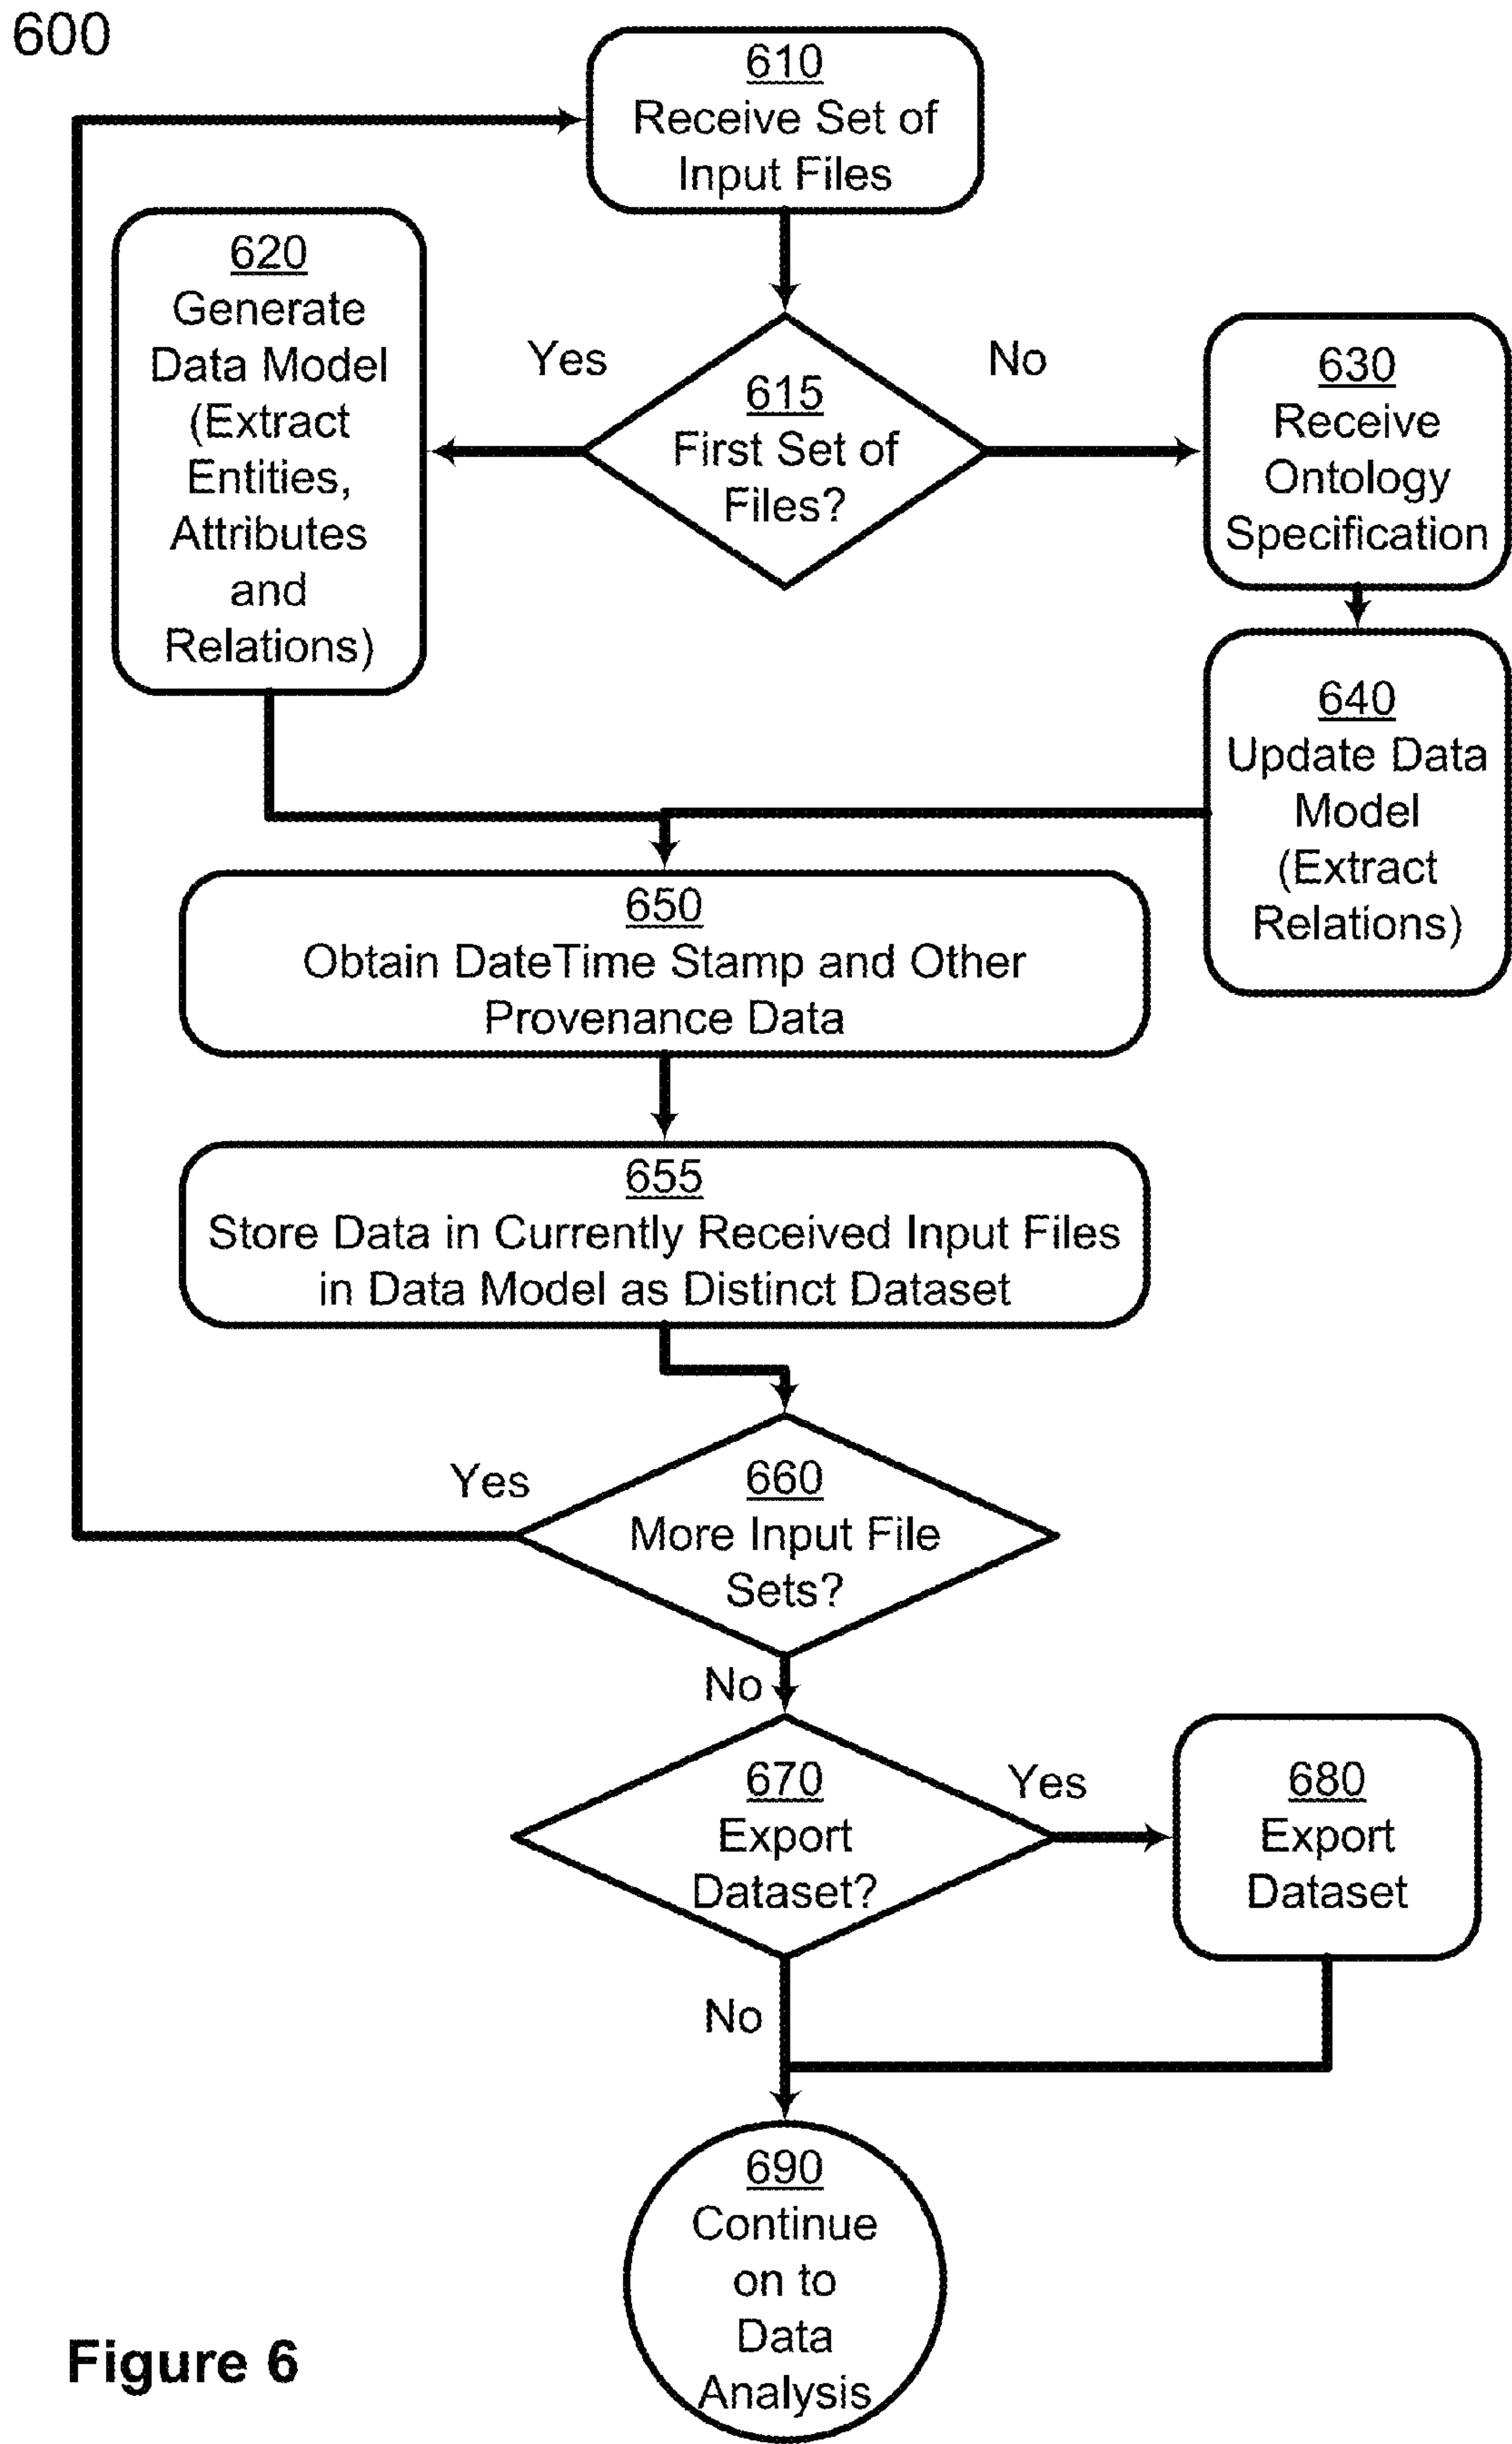 600
610
Receive Set of
Input Files
620
Generate
Data Model
(Extract
Entities,
Attributes
and
Relations)
Yes
615
First Set of
Files?
No
630
Receive
Ontology
Specification
640
Update Data
Model
(Extract
Relations)
650
Obtain DateTime Stamp and Other
Provenance Data
655
Store Data in Currently Received Input Files
in Data Model as Distinct Dataset
Yes
660
More Input File
Sets?
No
670
Export
Dataset?
Yes
680
Export
Dataset
No
690
Continue
on to
Data
Analysis
Figure 6